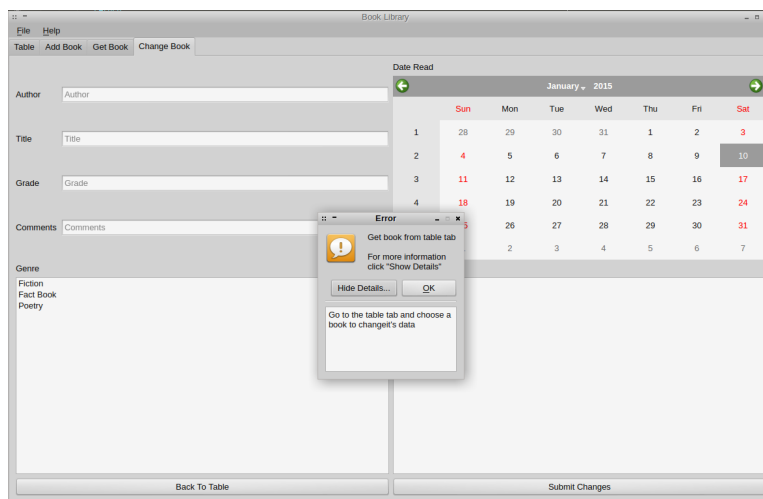 Book Library
File Help
Table Add Book Get Book Change Book
Date Read
January 2015
Sun Mon Tue Wed Thu Fri Sat
1 28 29 30 31 1 2 3
2 4 5 6 7 8 9 10
3 11 12 13 14 15 16 17
4 18 19 20 21 22 23 24
26 27 28 29 30 31
2 3 4 5 6 7
Author Author
Title Title
Grade Grade
Comments Comments
Genre
Fiction
Fact Book
Poetry
Error
Get book from table tab
For more information
click "Show Details"
Hide Details... OK
Go to the table tab and choose a
book to changeit's data
Back To Table Submit Changes